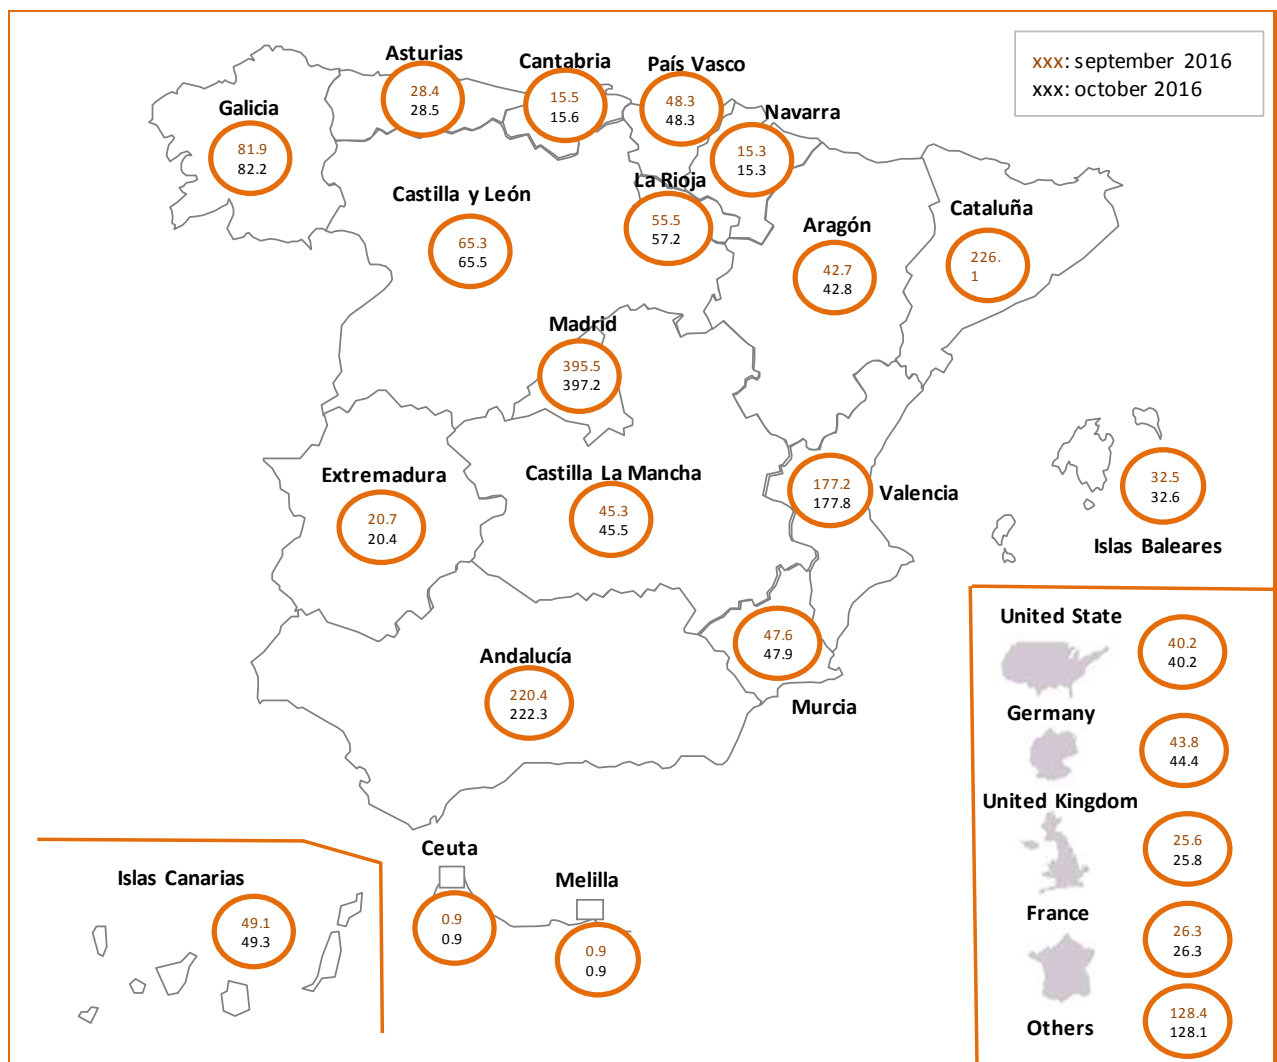 xxx: september 2016
xxx: october 2016
Asturias
28.4
28.5
Cantabria
15.5
15.6
País Vasco
48.3
48.3
Navarra
15.3
15.3
Galicia
81.9
82.2
Castilla y León
65.3
65.5
La Rioja
55.5
57.2
Aragón
42.7
42.8
Cataluña
226.
1
Madrid
395.5
397.2
Extremadura
20.7
20.4
Castilla La Mancha
45.3
45.5
177.2
177.8
Valencia
32.5
32.6
Islas Baleares
Andalucía
220.4
222.3
47.6
47.9
Murcia
United State
40.2
40.2
Germany
43.8
44.4
United Kingdom
25.6
25.8
France
26.3
26.3
Others
128.4
128.1
Islas Canarias
49.1
49.3
Ceuta
0.9
0.9
Melilla
0.9
0.9